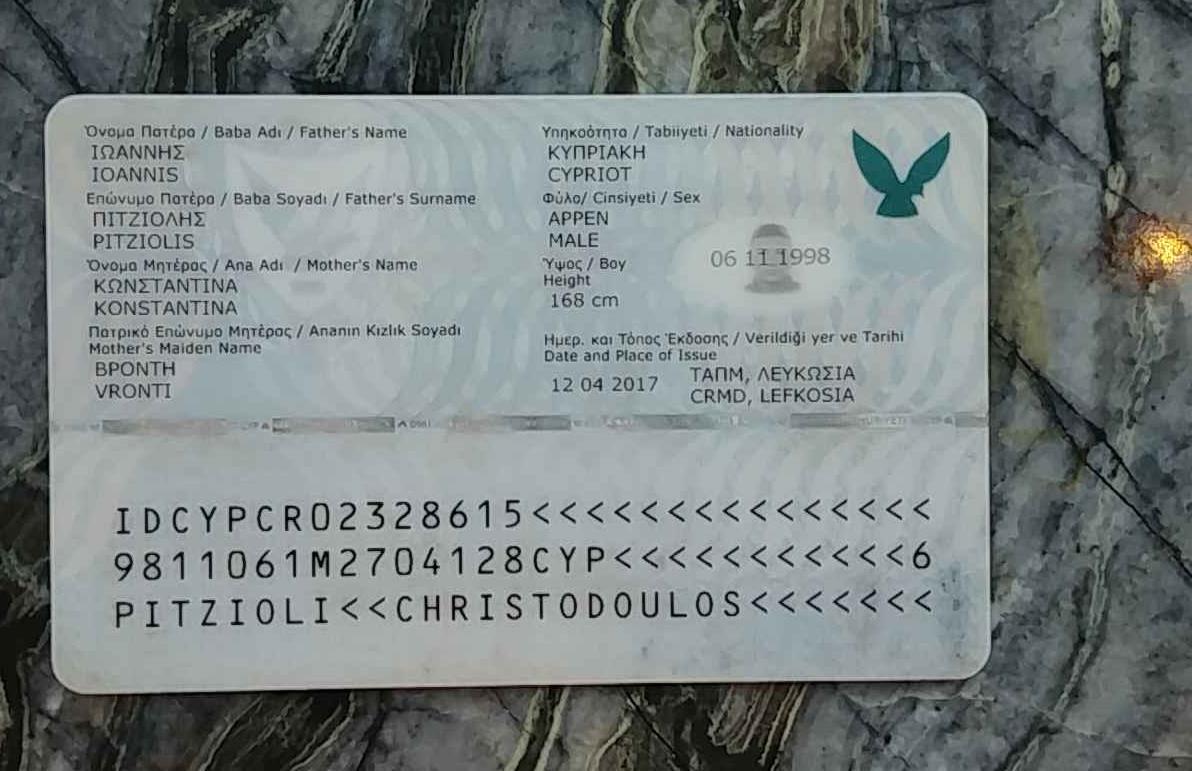 Όνομα Πατέρα / Baba Adı / Father's Name
ΙΩΑΝΝΗΣ
IOANNIS
Επώνυμο Πατέρα / Baba Soyadı / Father's Surname
ΠΙΤΖΙΟΛΗΣ
PITZIOLIS
Όνομα Μητέρας / Ana Adı / Mother's Name
ΚΩΝΣΤΑΝΤΙΝΑ
KONSTANTINA
Πατρικό Επώνυμο Μητέρας / Ananın Kızlık Soyadı
Mother's Maiden Name
ΒΡΟΝΤΗ
VRONTI
Υπηκοότητα / Tabiiyeti / Nationality
ΚΥΠΡΙΑΚΗ
CYPRIOT
Φύλο/ Cinsiyeti / Sex
ΑΡΡΕΝ
MALE
Ύψος / Boy
Height
168 cm
06 11 1998
Ημερ. και Τόπος Έκδοσης / Verildiği yer ve Tarihi
Date and Place of Issue
12 04 2017
ΤΑΠΜ, ΛΕΥΚΩΣΙΑ
CRMD, LEFKOSIA
IDCYPCR02328615<<<<<<<<<<<<<<<
9811061M2704128CYP<<<<<<<<<<<6
PITZIOLI<<CHRISTODOULOS<<<<<<<